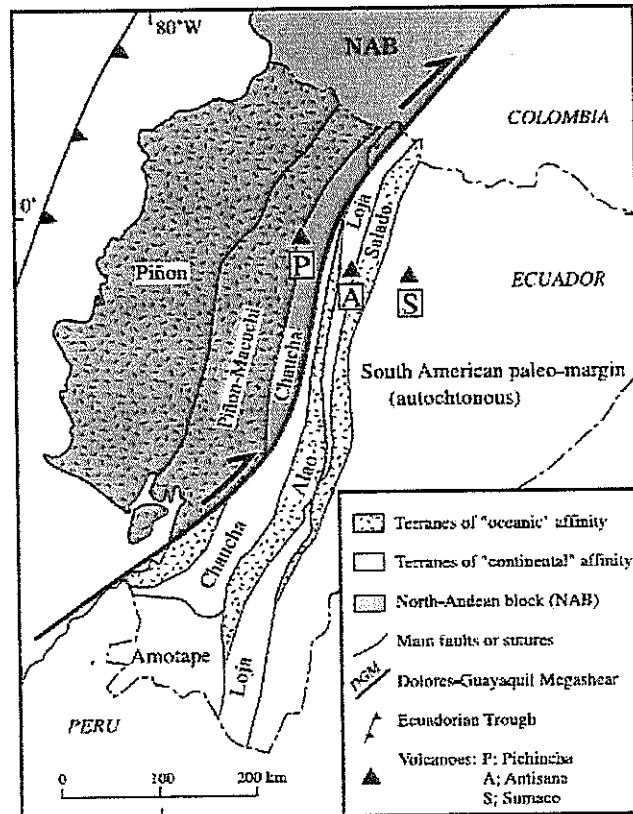 80°W
NAB
COLOMBIA
0°
Loja
Salado
P
Piñon
A
S
ECUADOR
Piñon-Macuchi
Chaucha
South American paleo-margin
(autochtonous)
Alao
Chaucha
Amotape
Loja
PERU
0 100 200 km
Terranes of "oceanic" affinity
Terranes of "continental" affinity
North-Andean block (NAB)
Main faults or sutures
DGM
Dolores-Guayaquil Megashear
Ecuadorian Trough
Volcanoes: P; Pichincha
A; Antisana
S; Sumaco